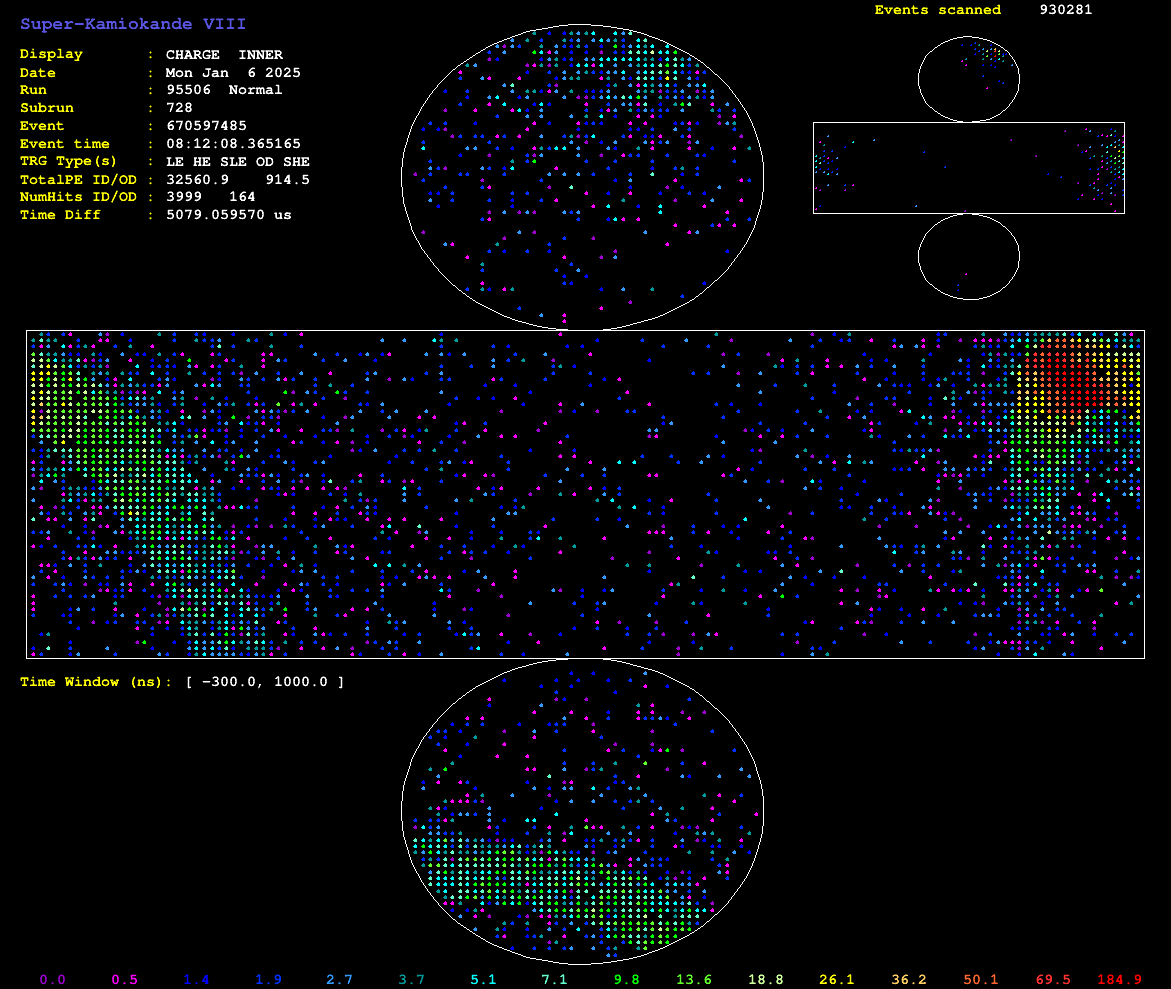 Super-Kamiokande VIII
Events scanned 930281
Display : CHARGE INNER
Date : Mon Jan 6 2025
Run : 95506 Normal
Subrun : 728
Event : 670597485
Event time : 08:12:08.365165
TRG Type(s) : LE HE SLE OD SHE
TotalPE ID/OD : 32560.9 914.5
NumHits ID/OD : 3999 164
Time Diff : 5079.059570 us
Time Window (ns): [ -300.0, 1000.0 ]
0.0 0.5 1.4 1.9 2.7 3.7 5.1 7.1 9.8 13.6 18.8 26.1 36.2 50.1 69.5 184.9